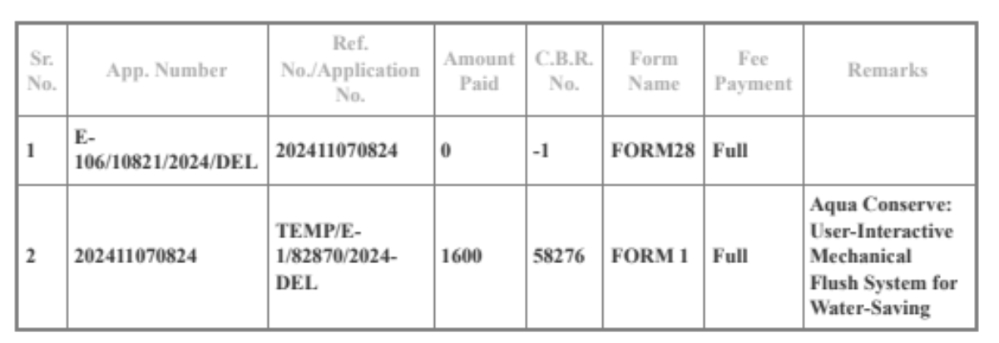 Sr. No.
App. Number
Ref. No./Application No.
Amount Paid
C.B.R. No.
Form Name
Fee Payment
Remarks
1
E-
106/10821/2024/DEL
202411070824
0
-1
FORM28
Full
2
202411070824
TEMP/E-
1/82870/2024-
DEL
1600
58276
FORM 1
Full
Aqua Conserve:
User-Interactive
Mechanical
Flush System for
Water-Saving